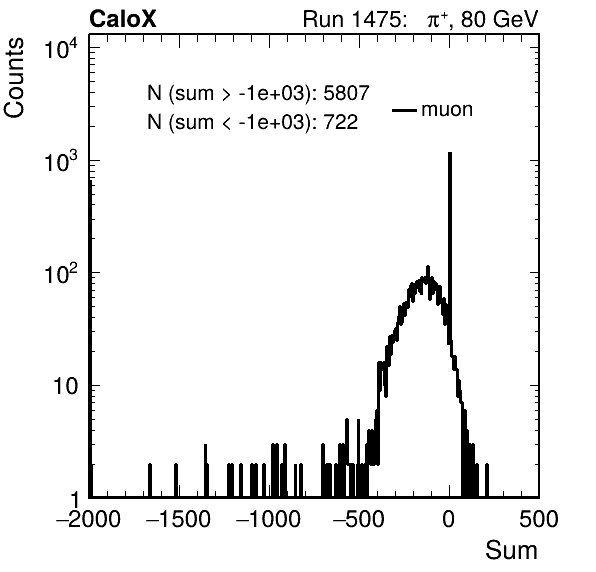 CaloX Run 1475: π⁺, 80 GeV
Counts
10⁴
N (sum > -1e+03): 5807
N (sum < -1e+03): 722
muon
10³
10²
10
1
−2000 −1500 −1000 −500 0 500
Sum